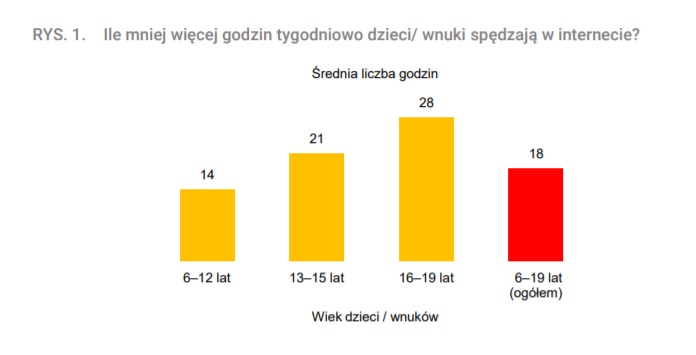 RYS. 1. Ile mniej więcej godzin tygodniowo dzieci/ wnuki spędzają w internecie?
Średnia liczba godzin
28
21
18
14
6–12 lat 13–15 lat 16–19 lat 6–19 lat
(ogółem)
Wiek dzieci / wnuków